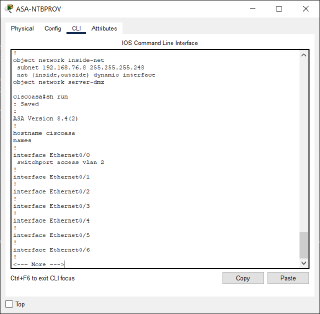 ASA-NTBPROV
Physical Config CLI Attributes
IOS Command Line Interface
!
object network inside-net
subnet 192.168.76.8 255.255.255.248
nat (inside,outside) dynamic interface
object network server-dmz
ciscoasa#sh run
: Saved
:
ASA Version 8.4(2)
!
hostname ciscoasa
names
!
interface Ethernet0/0
switchport access vlan 2
!
interface Ethernet0/1
!
interface Ethernet0/2
!
interface Ethernet0/3
!
interface Ethernet0/4
!
interface Ethernet0/5
!
interface Ethernet0/6
!
<--- More --->
Ctrl+F6 to exit CLI focus
Copy Paste
Top